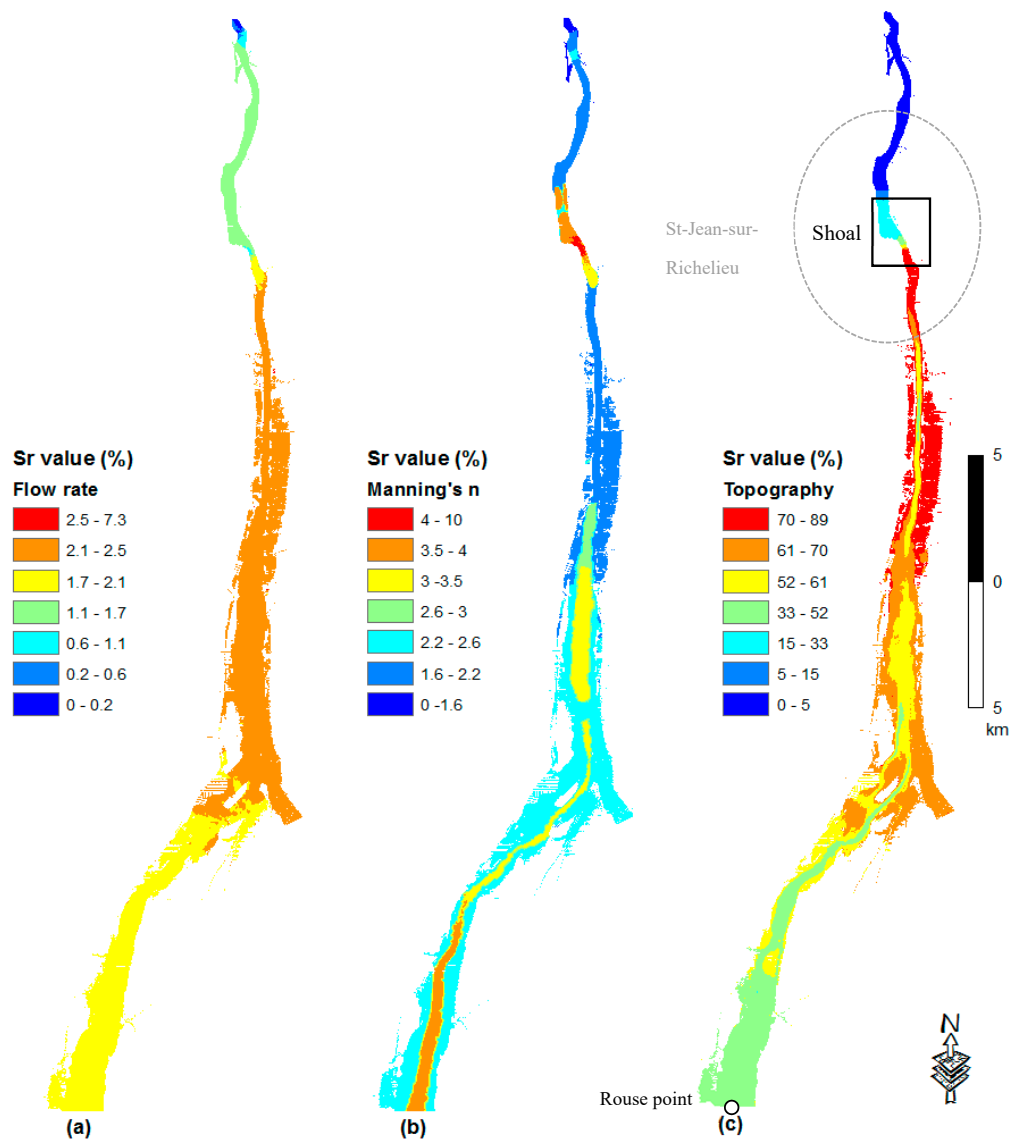 St-Jean-sur-
Richelieu
Shoal
Sr value (%)
Flow rate
2.5 - 7.3
2.1 - 2.5
1.7 - 2.1
1.1 - 1.7
0.6 - 1.1
0.2 - 0.6
0 - 0.2
Sr value (%)
Manning's n
4 - 10
3.5 - 4
3 -3.5
2.6 - 3
2.2 - 2.6
1.6 - 2.2
0 -1.6
Sr value (%)
Topography
70 - 89
61 - 70
52 - 61
33 - 52
15 - 33
5 - 15
0 - 5
5
0
5
km
N
Rouse point
(a)
(b)
(c)